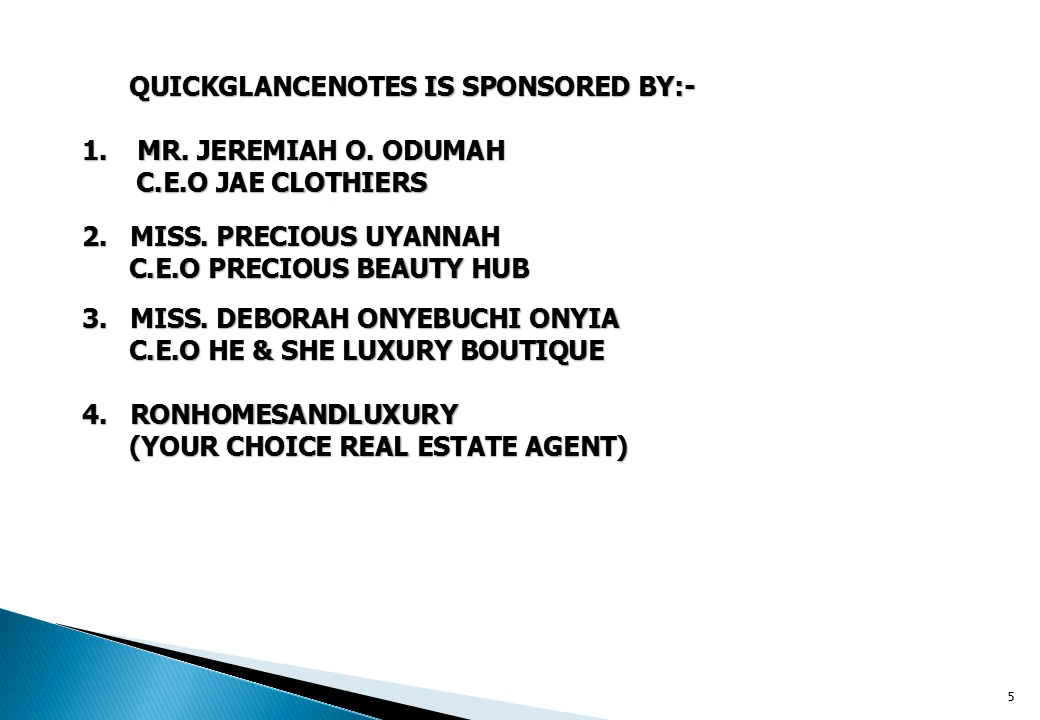 QUICKGLANCENOTES IS SPONSORED BY:-
1. MR. JEREMIAH O. ODUMAH
C.E.O JAE CLOTHIERS
2. MISS. PRECIOUS UYANNAH
C.E.O PRECIOUS BEAUTY HUB
3. MISS. DEBORAH ONYEBUCHI ONYIA
C.E.O HE & SHE LUXURY BOUTIQUE
4. RONHOMESANDLUXURY
(YOUR CHOICE REAL ESTATE AGENT)
5